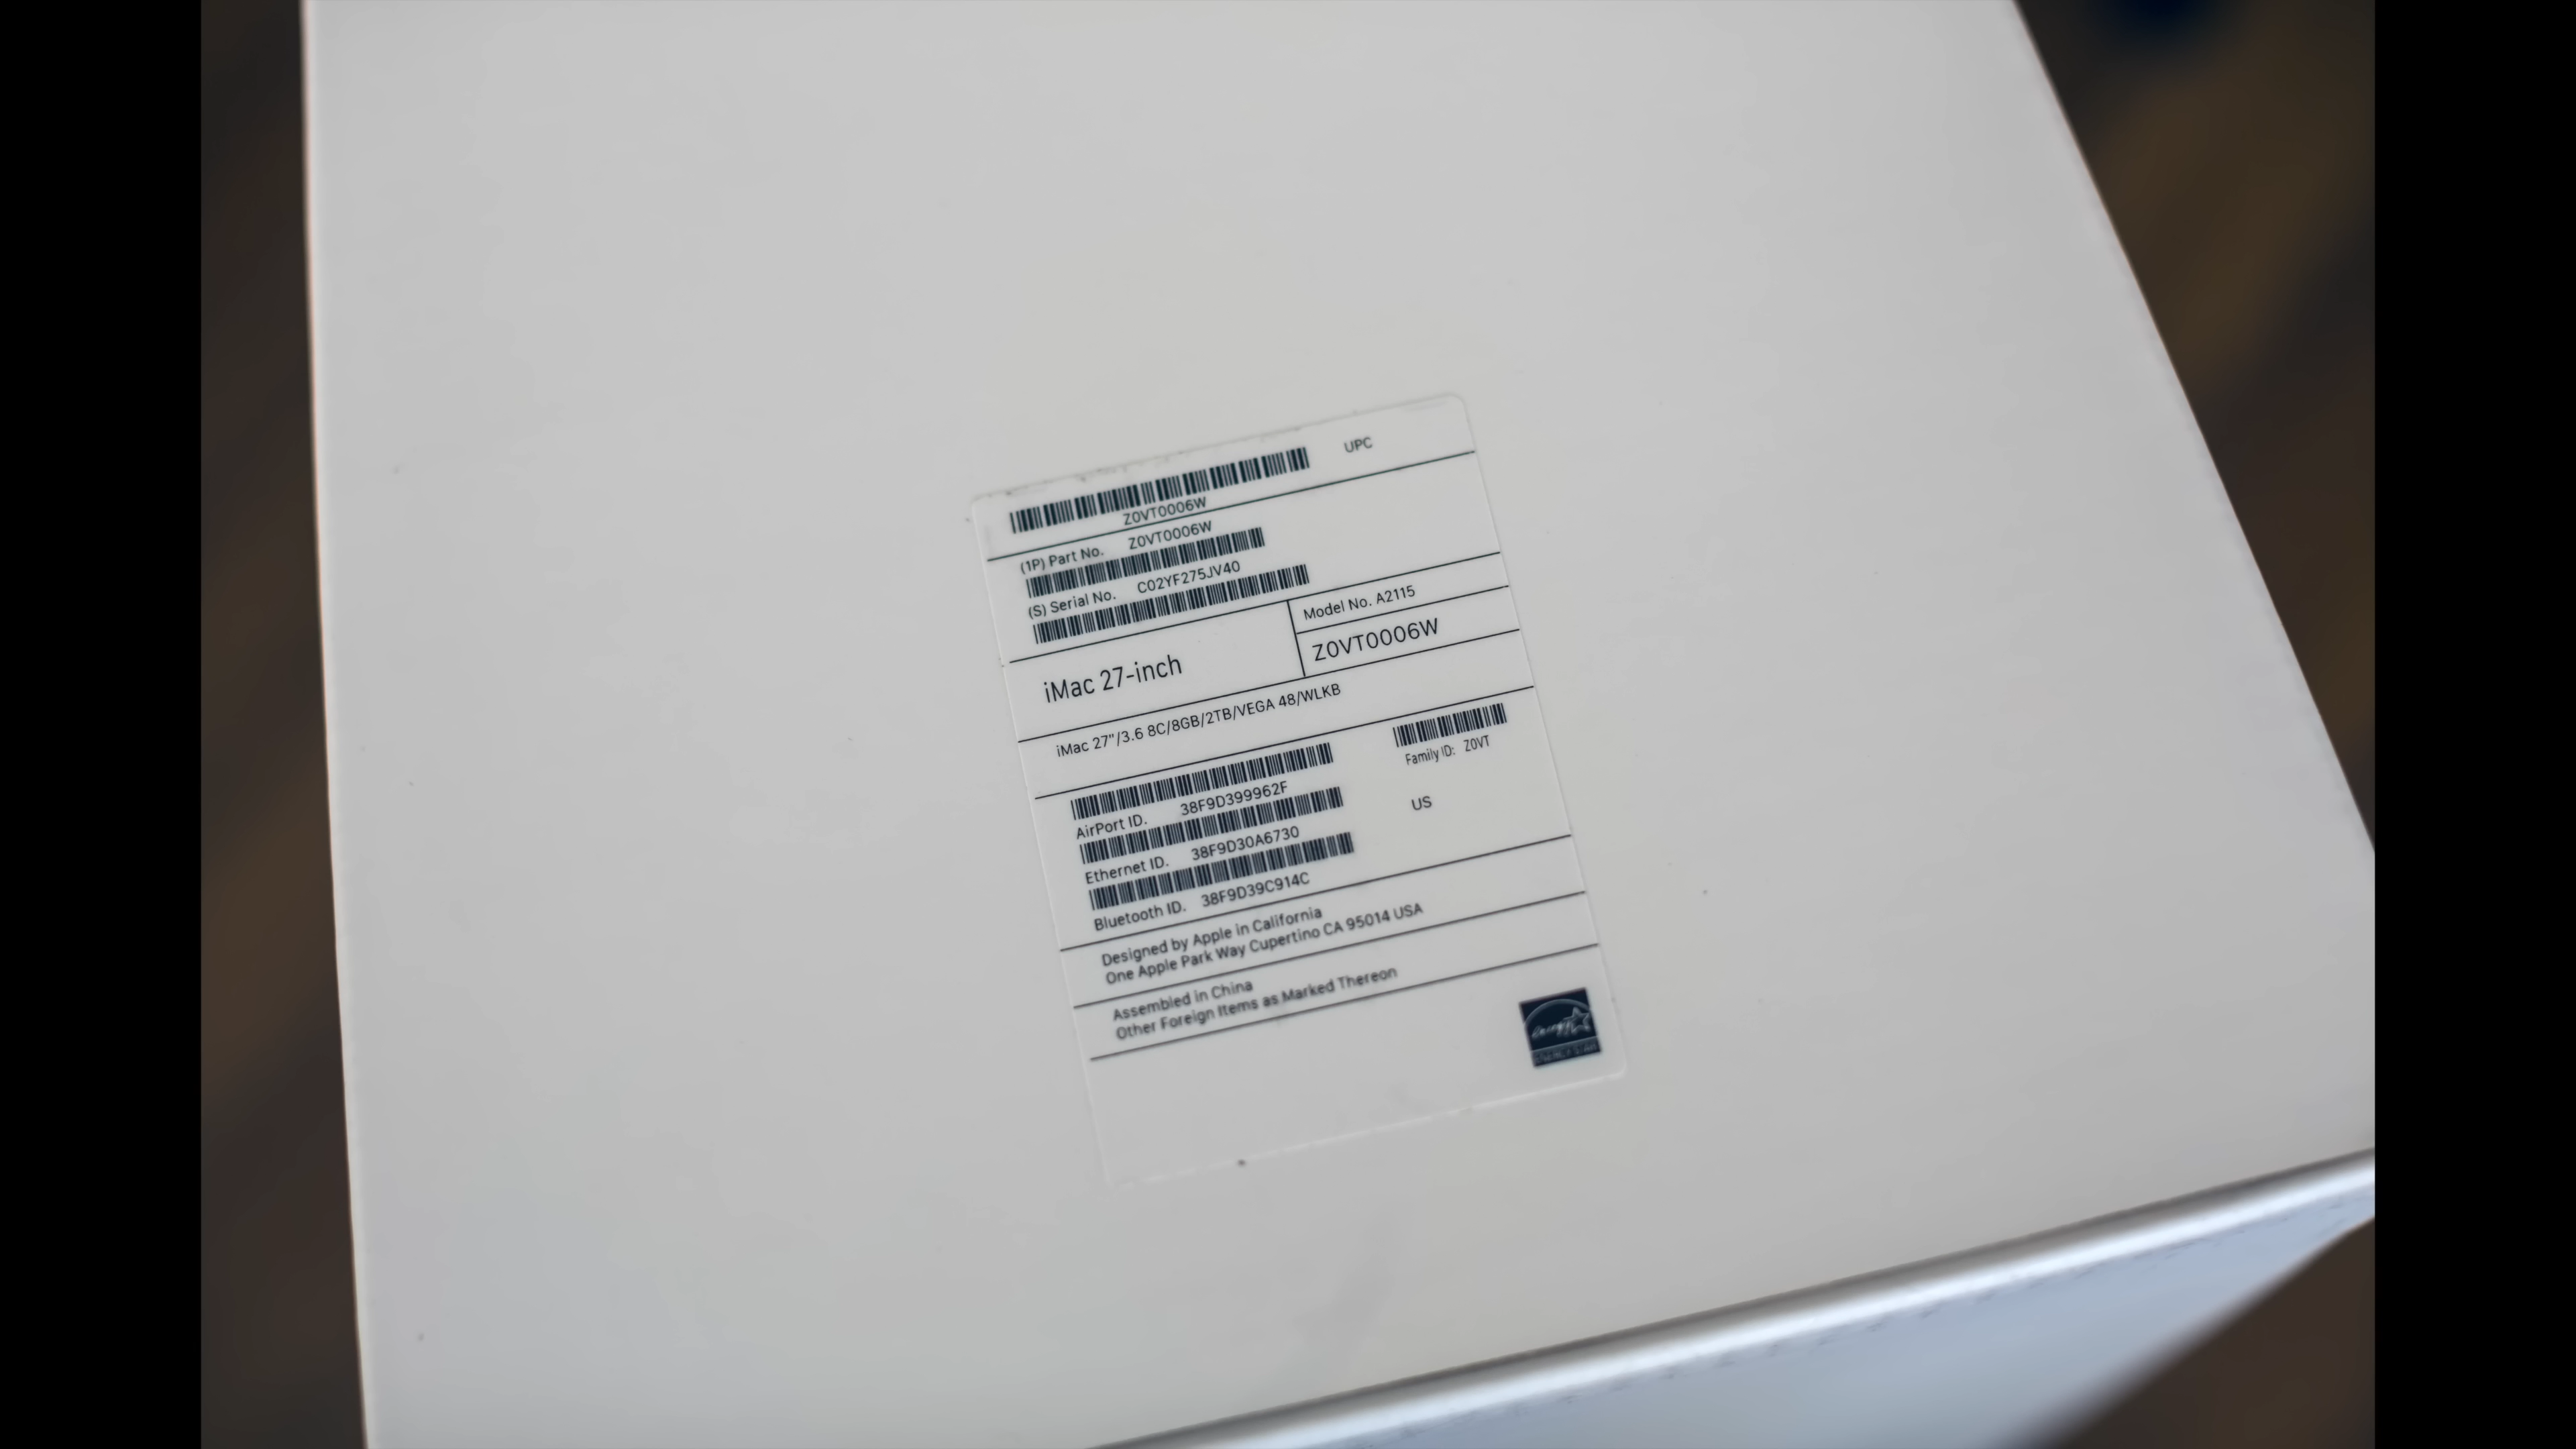 UPC
Z0VT0006W
(1P) Part No. Z0VT0006W
(S) Serial No. C02YF275JV40
Model No. A2115
iMac 27-inch
Z0VT0006W
iMac 27"/3.6 8C/8GB/2TB/VEGA 48/WLKB
Family ID: Z0VT
AirPort ID. 38F9D399962F
US
Ethernet ID. 38F9D30A6730
Bluetooth ID. 38F9D39C914C
Designed by Apple in California
One Apple Park Way Cupertino CA 95014 USA
Assembled in China
Other Foreign Items as Marked Thereon
energy
ENERGY STAR